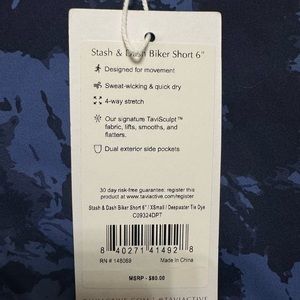 Stash & Dash Biker Short 6"
Designed for movement
Sweat-wicking & quick dry
4-way stretch
Our signature TaviSculpt™
fabric, lifts, smooths, and
flatters.
Dual exterior side pockets
30 day risk-free guarantee: register this
product at www.taviactive.com/register
Stash & Dash Biker Short 6" / XSmall / Deepwater Tie Dye
C09324DPT
8 40271 41492 8
RN # 148069
Made in China
MSRP - $80.00